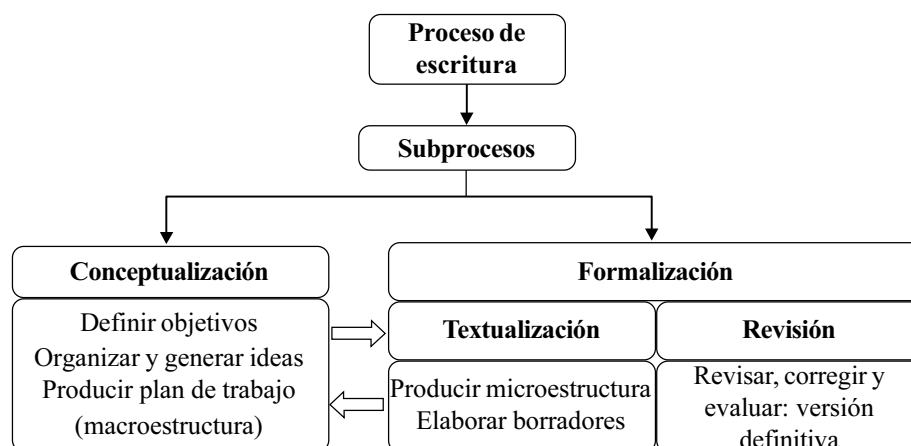 Proceso de
escritura
Subprocesos
Conceptualización
Definir objetivos
Organizar y generar ideas
Producir plan de trabajo
(macroestructura)
Formalización
Textualización
Producir microestructura
Elaborar borradores
Revisión
Revisar, corregir y
evaluar: versión
definitiva